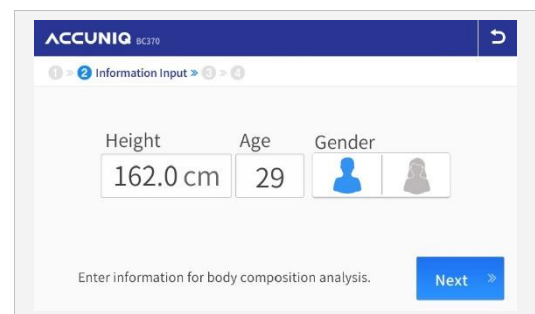 ACCUNIQ BC370
1 » 2 Information Input » 3 » 4
Height Age Gender
162.0 cm 29
Enter information for body composition analysis.
Next »